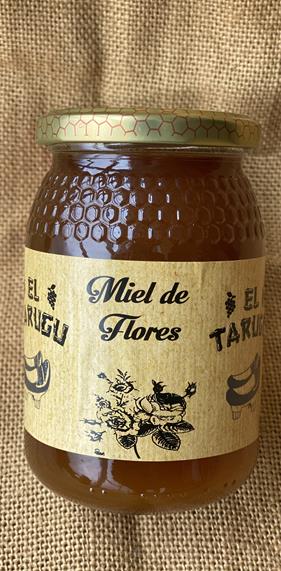 EL
TARUGU
Miel de
Flores
EL
TARUGU